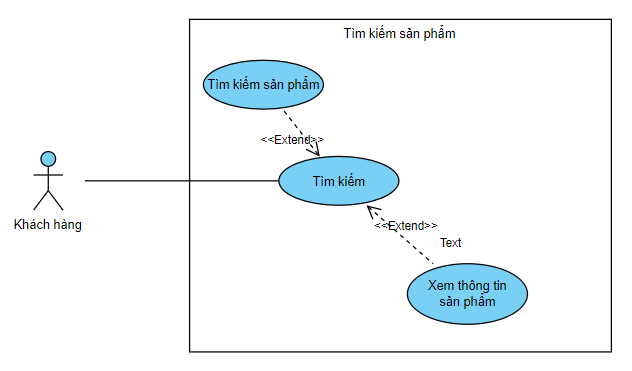 Tìm kiếm sản phẩm
Tìm kiếm sản phẩm
<<Extend>>
Tìm kiếm
Khách hàng
<<Extend>>
Text
Xem thông tin
sản phẩm